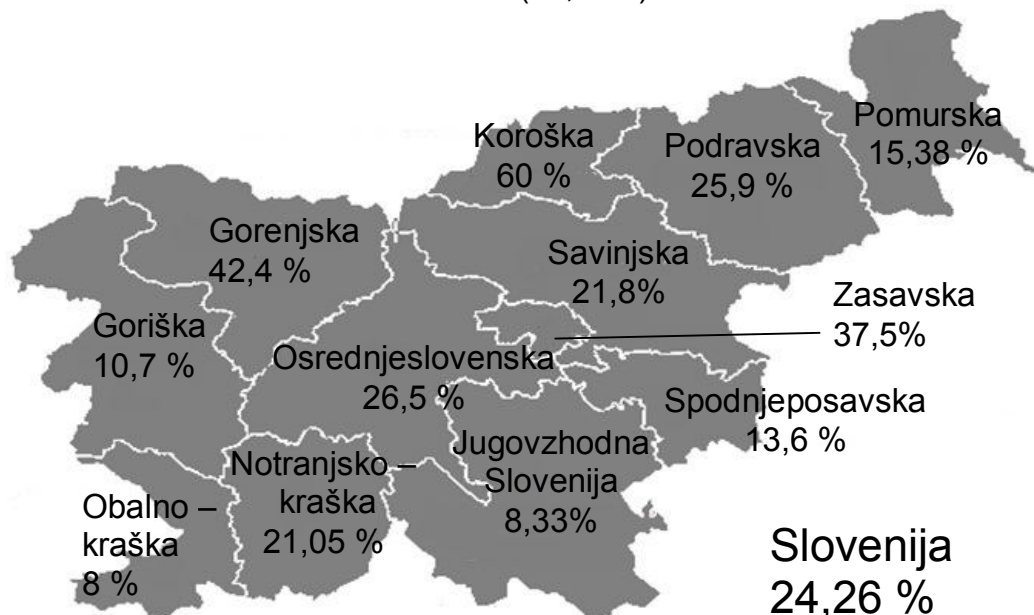 Pomurska
15,38 %
Koroška
60 %
Podravska
25,9 %
Gorenjska
42,4 %
Savinjska
21,8%
Zasavska
37,5%
Goriška
10,7 %
Osrednjeslovenska
26,5 %
Spodnjeposavska
13,6 %
Jugovzhodna
Slovenija
8,33%
Notranjsko –
kraška
21,05 %
Obalno –
kraška
8 %
Slovenija
24,26 %